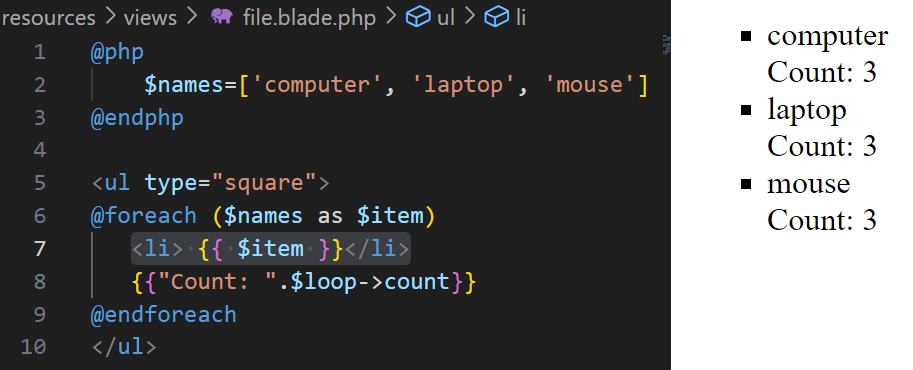 resources > views > file.blade.php > ul > li
1 @php
2 $names=['computer', 'laptop', 'mouse']
3 @endphp
4
5 <ul type="square">
6 @foreach ($names as $item)
7 <li> {{ $item }}</li>
8 {{"Count: ".$loop->count}}
9 @endforeach
10 </ul>
computer
Count: 3
laptop
Count: 3
mouse
Count: 3